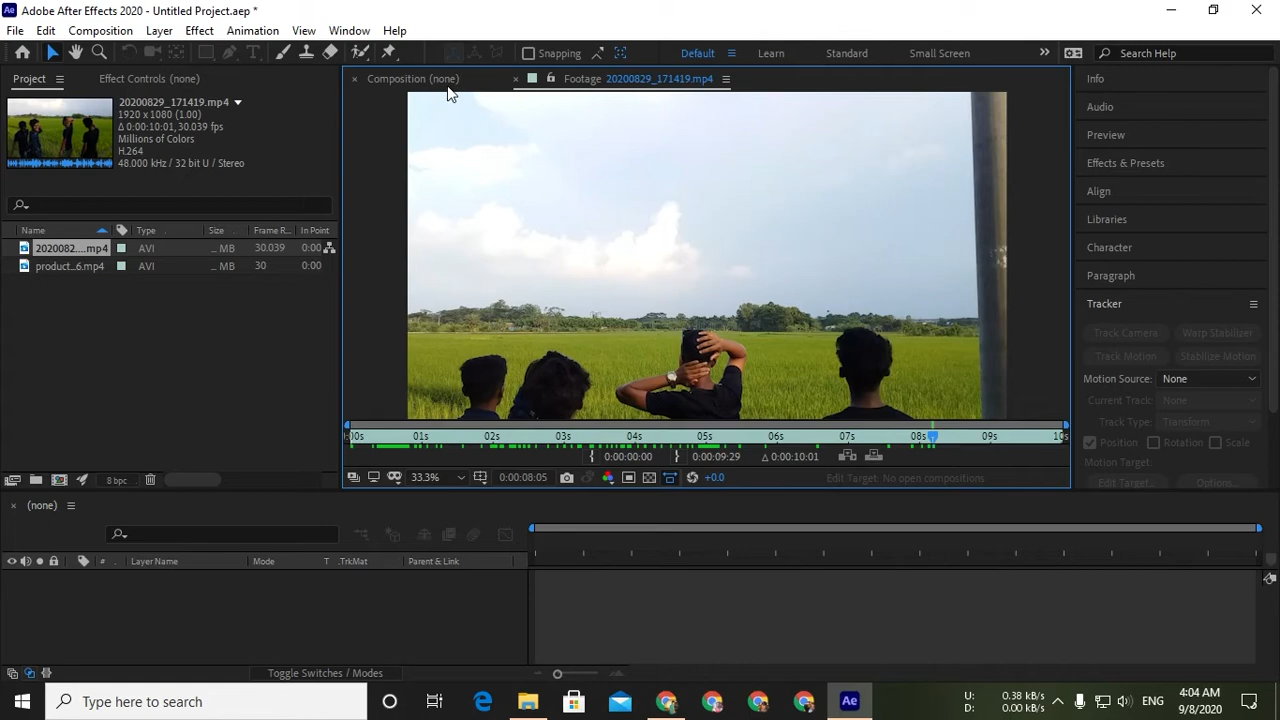 Adobe After Effects 2020 - Untitled Project.aep *
File Edit Composition Layer Effect Animation View Window Help
Snapping
Default Learn Standard Small Screen
Search Help
Project Effect Controls (none)
Composition (none)
Footage 20200829_171419.mp4
20200829_171419.mp4
1920 x 1080 (1.00)
Δ 0:00:10:01, 30.039 fps
Millions of Colors
H.264
48.000 kHz / 32 bit U / Stereo
Name Type Size Frame R... In Point
2020082....mp4 AVI ... MB 30.039 0:00
product_6.mp4 AVI ... MB 30 0:00
8 bpc
:00s 01s 02s 03s 04s 05s 06s 07s 08s 09s 10s
0:00:00:00 0:00:09:29 Δ 0:00:10:01
33.3% 0:00:08:05 +0.0 Edit Target: No open compositions
Info
Audio
Preview
Effects & Presets
Align
Libraries
Character
Paragraph
Tracker
Track Camera Warp Stabilizer
Track Motion Stabilize Motion
Motion Source: None
Current Track: None
Track Type: Transform
Position Rotation Scale
Motion Target:
Edit Target... Options...
(none)
# Layer Name Mode T .TrkMat Parent & Link
Toggle Switches / Modes
Type here to search
Ae
U: 0.38 kB/s
D: 0.00 kB/s
ENG
4:04 AM
9/8/2020